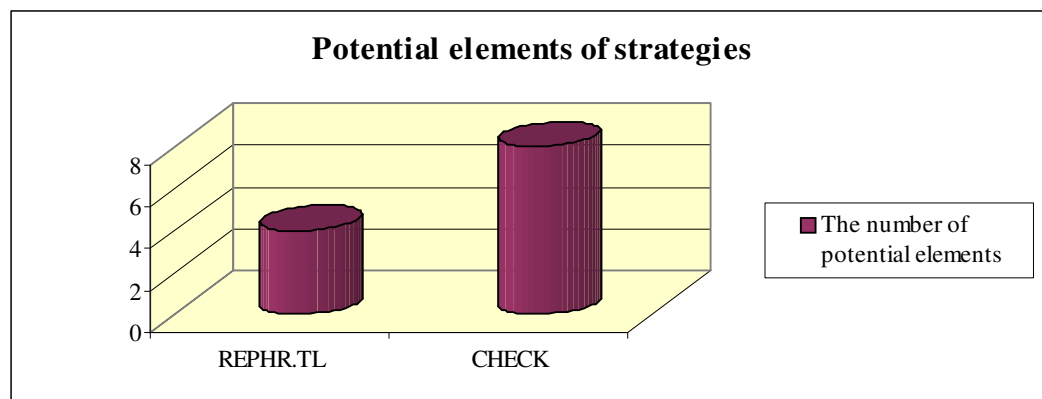 Potential elements of strategies
8
6
4
2
0
REPHR.TL CHECK
The number of
potential elements